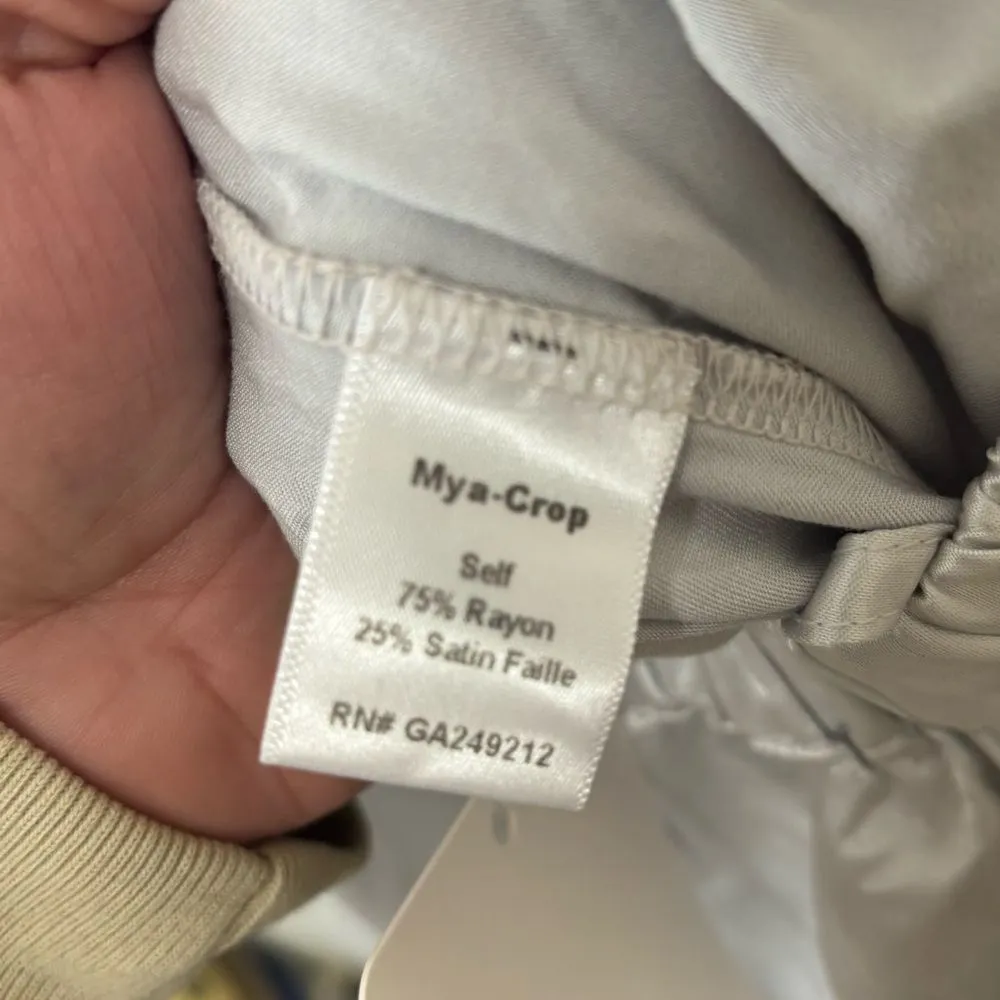 Mya-Crop
Self
75% Rayon
25% Satin Faille
RN# GA249212